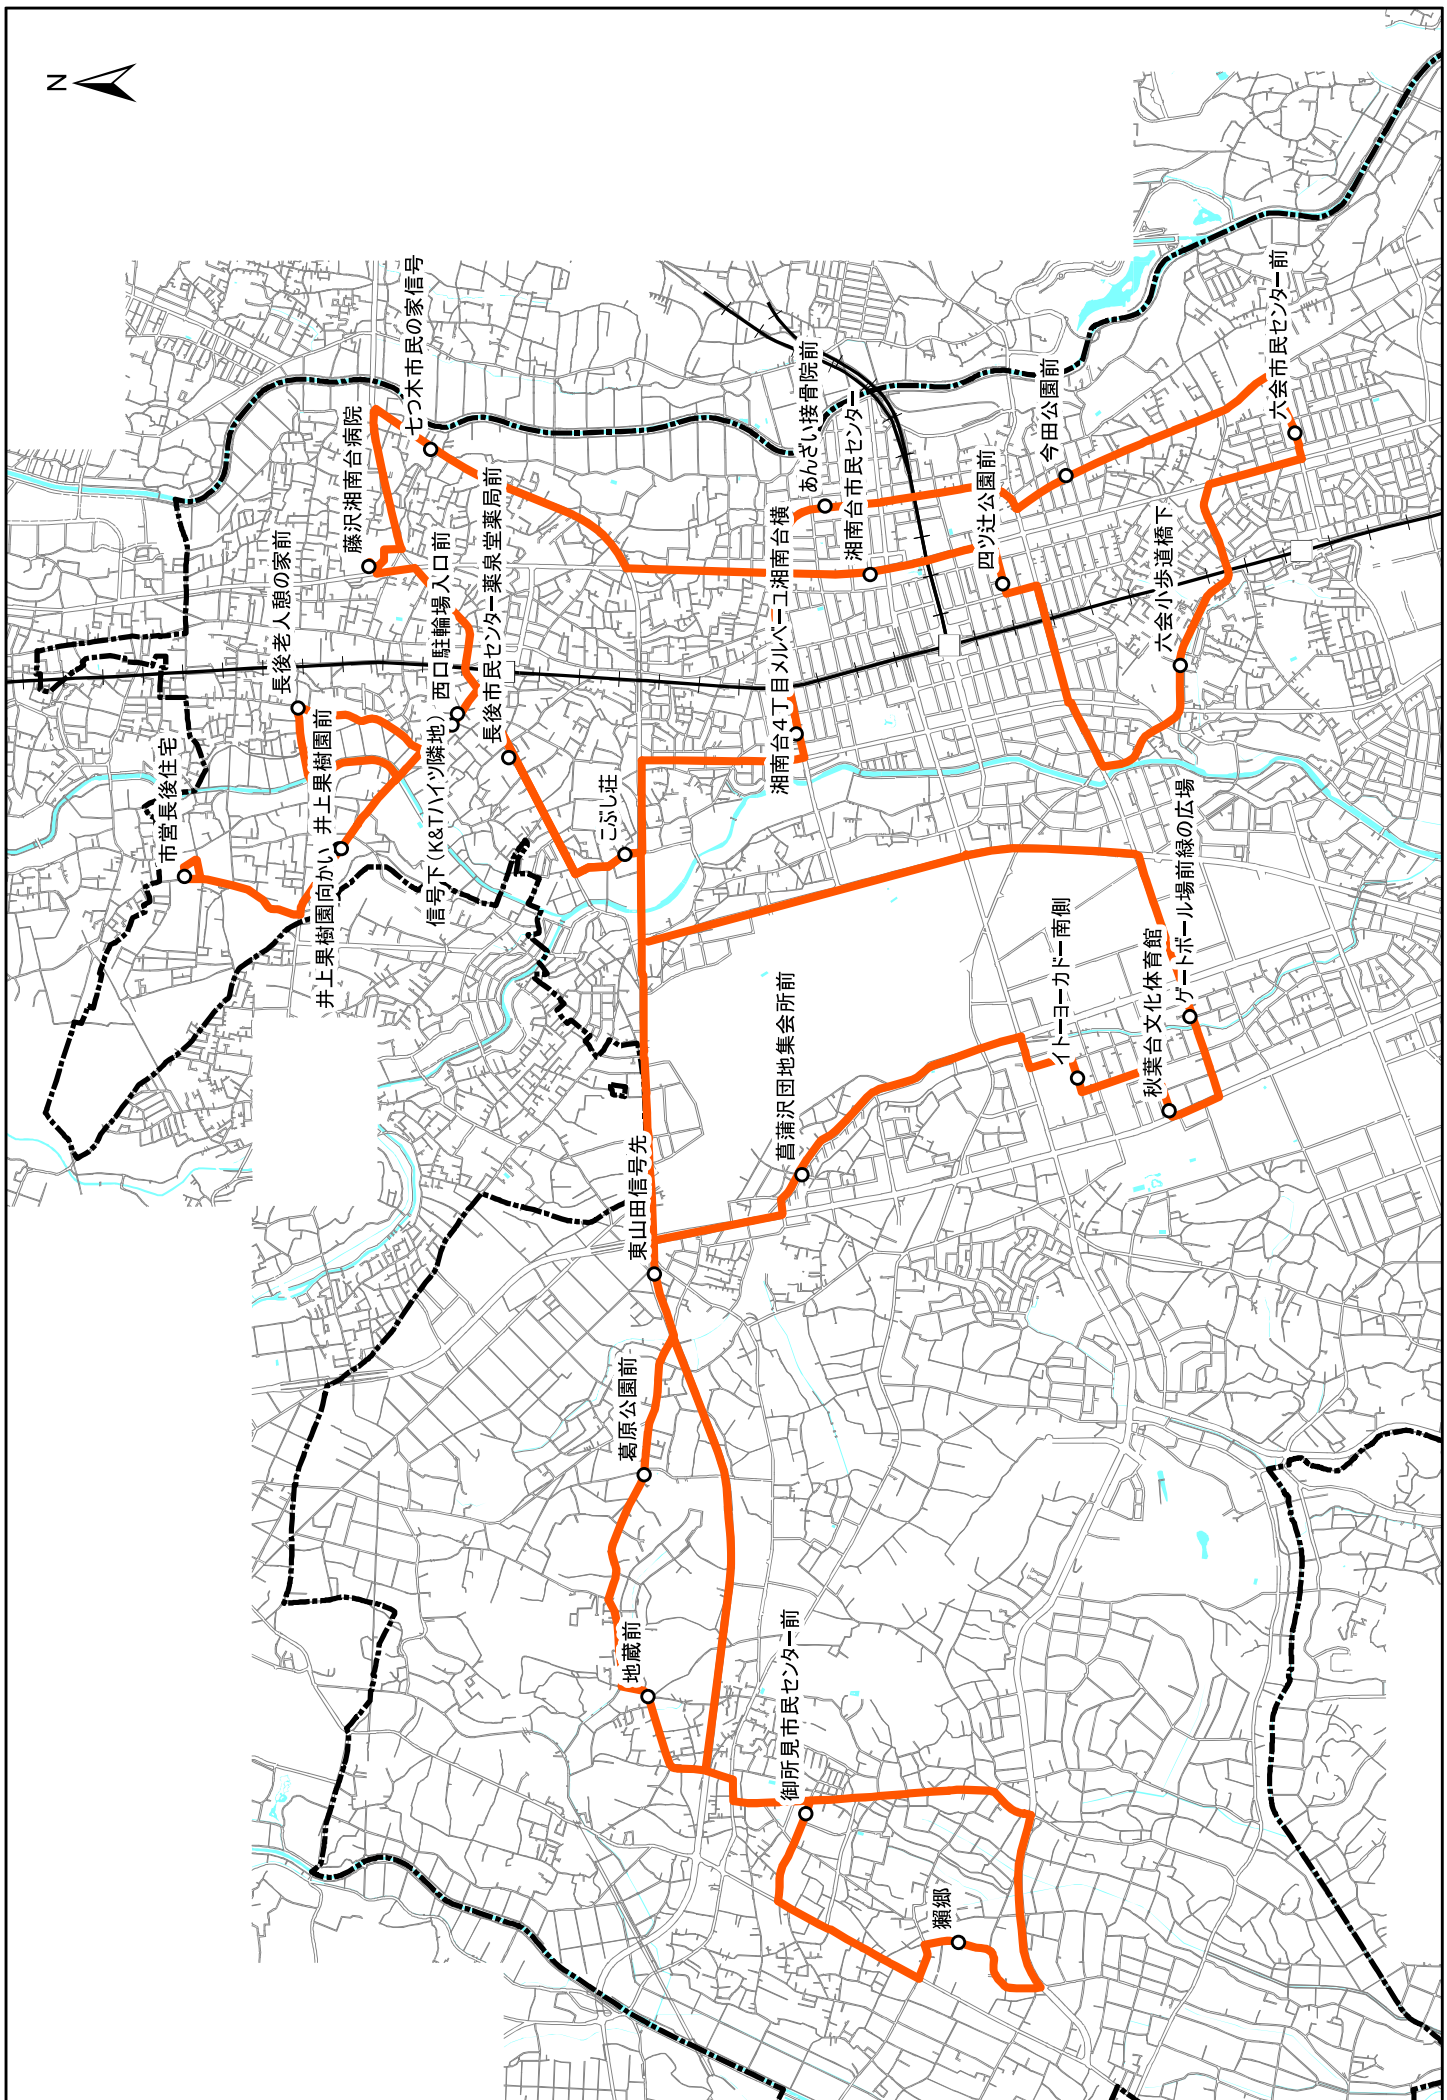 N
七つ木市民の家信号
藤沢湘南台病院
長後老人憩の家前
西口駐輪場入口前
長後市民センター薬泉堂薬局前
市営長後住宅
井上果樹園前
井上果樹園向かい
信号下(K&Tハイツ隣地)
こぶし荘
あんざい接骨院前
湘南台市民センター
湘南台4丁目メルベーユ湘南台横
四ツ辻公園前
今田公園前
六会市民センター前
六会小歩道橋下
ゲートボール場前緑の広場
秋葉台文化体育館
イトーヨーカドー南側
菖蒲沢団地集会所前
東山田信号先
葛原公園前
地蔵前
御所見市民センター前
獺郷